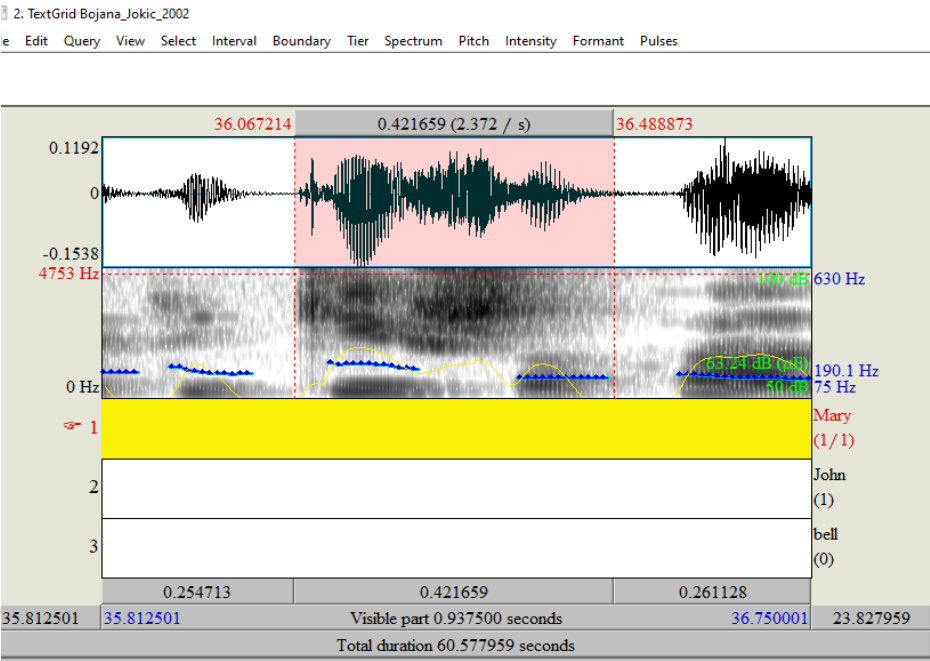 2. TextGrid Bojana_Jokic_2002
le Edit Query View Select Interval Boundary Tier Spectrum Pitch Intensity Formant Pulses
36.067214 0.421659 (2.372 / s) 36.488873
0.1192
0
-0.1538
4753 Hz 100 dB 630 Hz
63.24 dB (µE) 190.1 Hz
0 Hz 50 dB 75 Hz
1 Mary
(1/1)
2 John
(1)
3 bell
(0)
0.254713 0.421659 0.261128
35.812501 35.812501 Visible part 0.937500 seconds 36.750001 23.827959
Total duration 60.577959 seconds